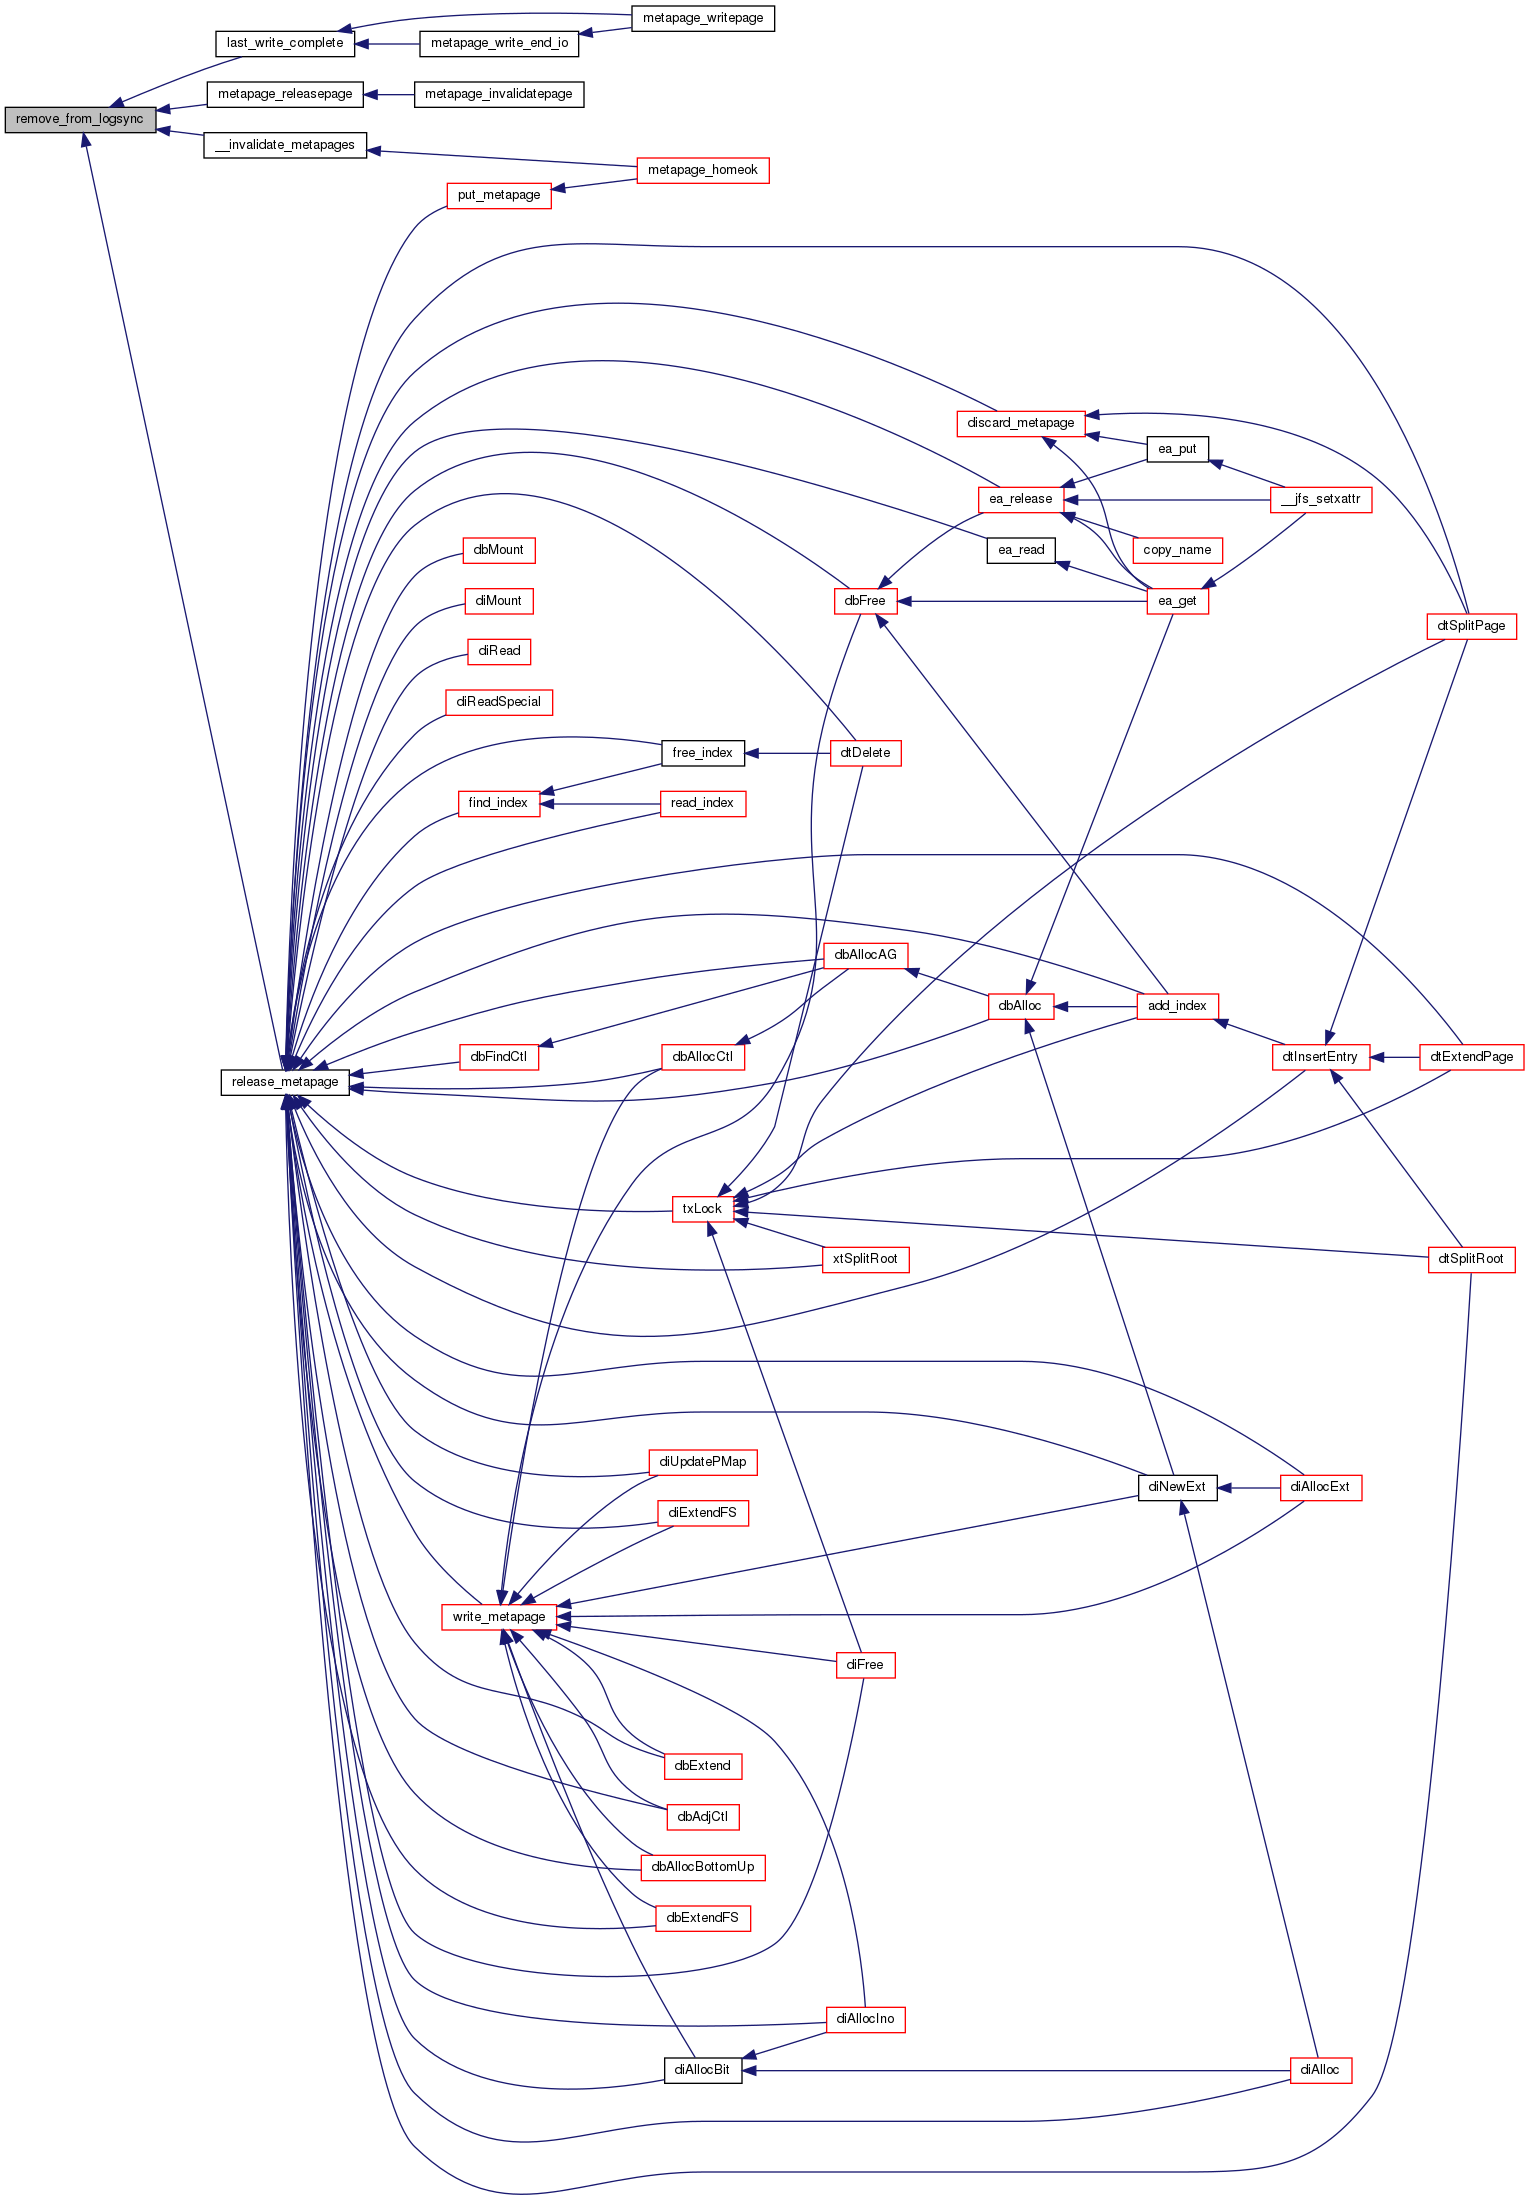 metapage_writepage
last_write_complete
metapage_write_end_io
metapage_releasepage
metapage_invalidatepage
remove_from_logsync
__invalidate_metapages
metapage_homeok
put_metapage
discard_metapage
ea_put
ea_release
__jfs_setxattr
dbMount
ea_read
copy_name
diMount
dbFree
ea_get
dtSplitPage
diRead
diReadSpecial
free_index
dtDelete
find_index
read_index
dbAllocAG
dbAlloc
add_index
dbFindCtl
dbAllocCtl
dtInsertEntry
dtExtendPage
release_metapage
txLock
xtSplitRoot
dtSplitRoot
diUpdatePMap
diNewExt
diAllocExt
diExtendFS
write_metapage
diFree
dbExtend
dbAdjCtl
dbAllocBottomUp
dbExtendFS
diAllocIno
diAllocBit
diAlloc